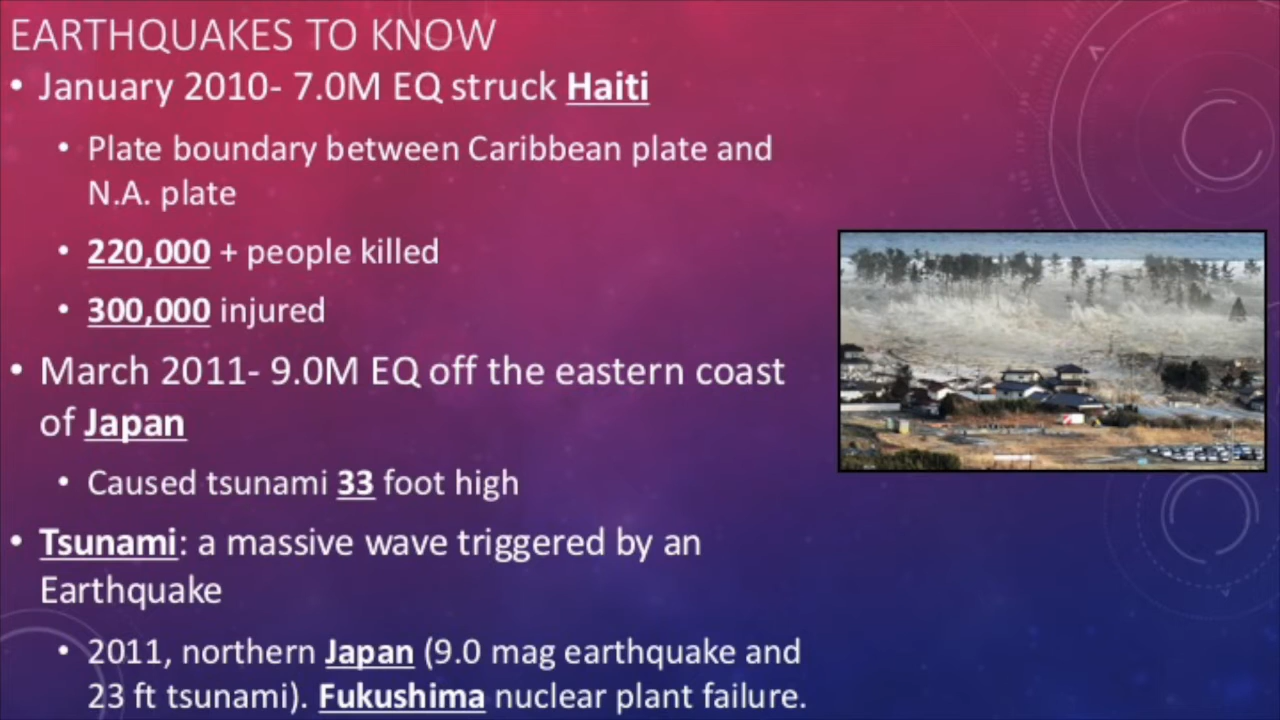 EARTHQUAKES TO KNOW
• January 2010- 7.0M EQ struck Haiti
• Plate boundary between Caribbean plate and
N.A. plate
• 220,000 + people killed
• 300,000 injured
• March 2011- 9.0M EQ off the eastern coast
of Japan
• Caused tsunami 33 foot high
• Tsunami: a massive wave triggered by an
Earthquake
• 2011, northern Japan (9.0 mag earthquake and
23 ft tsunami). Fukushima nuclear plant failure.